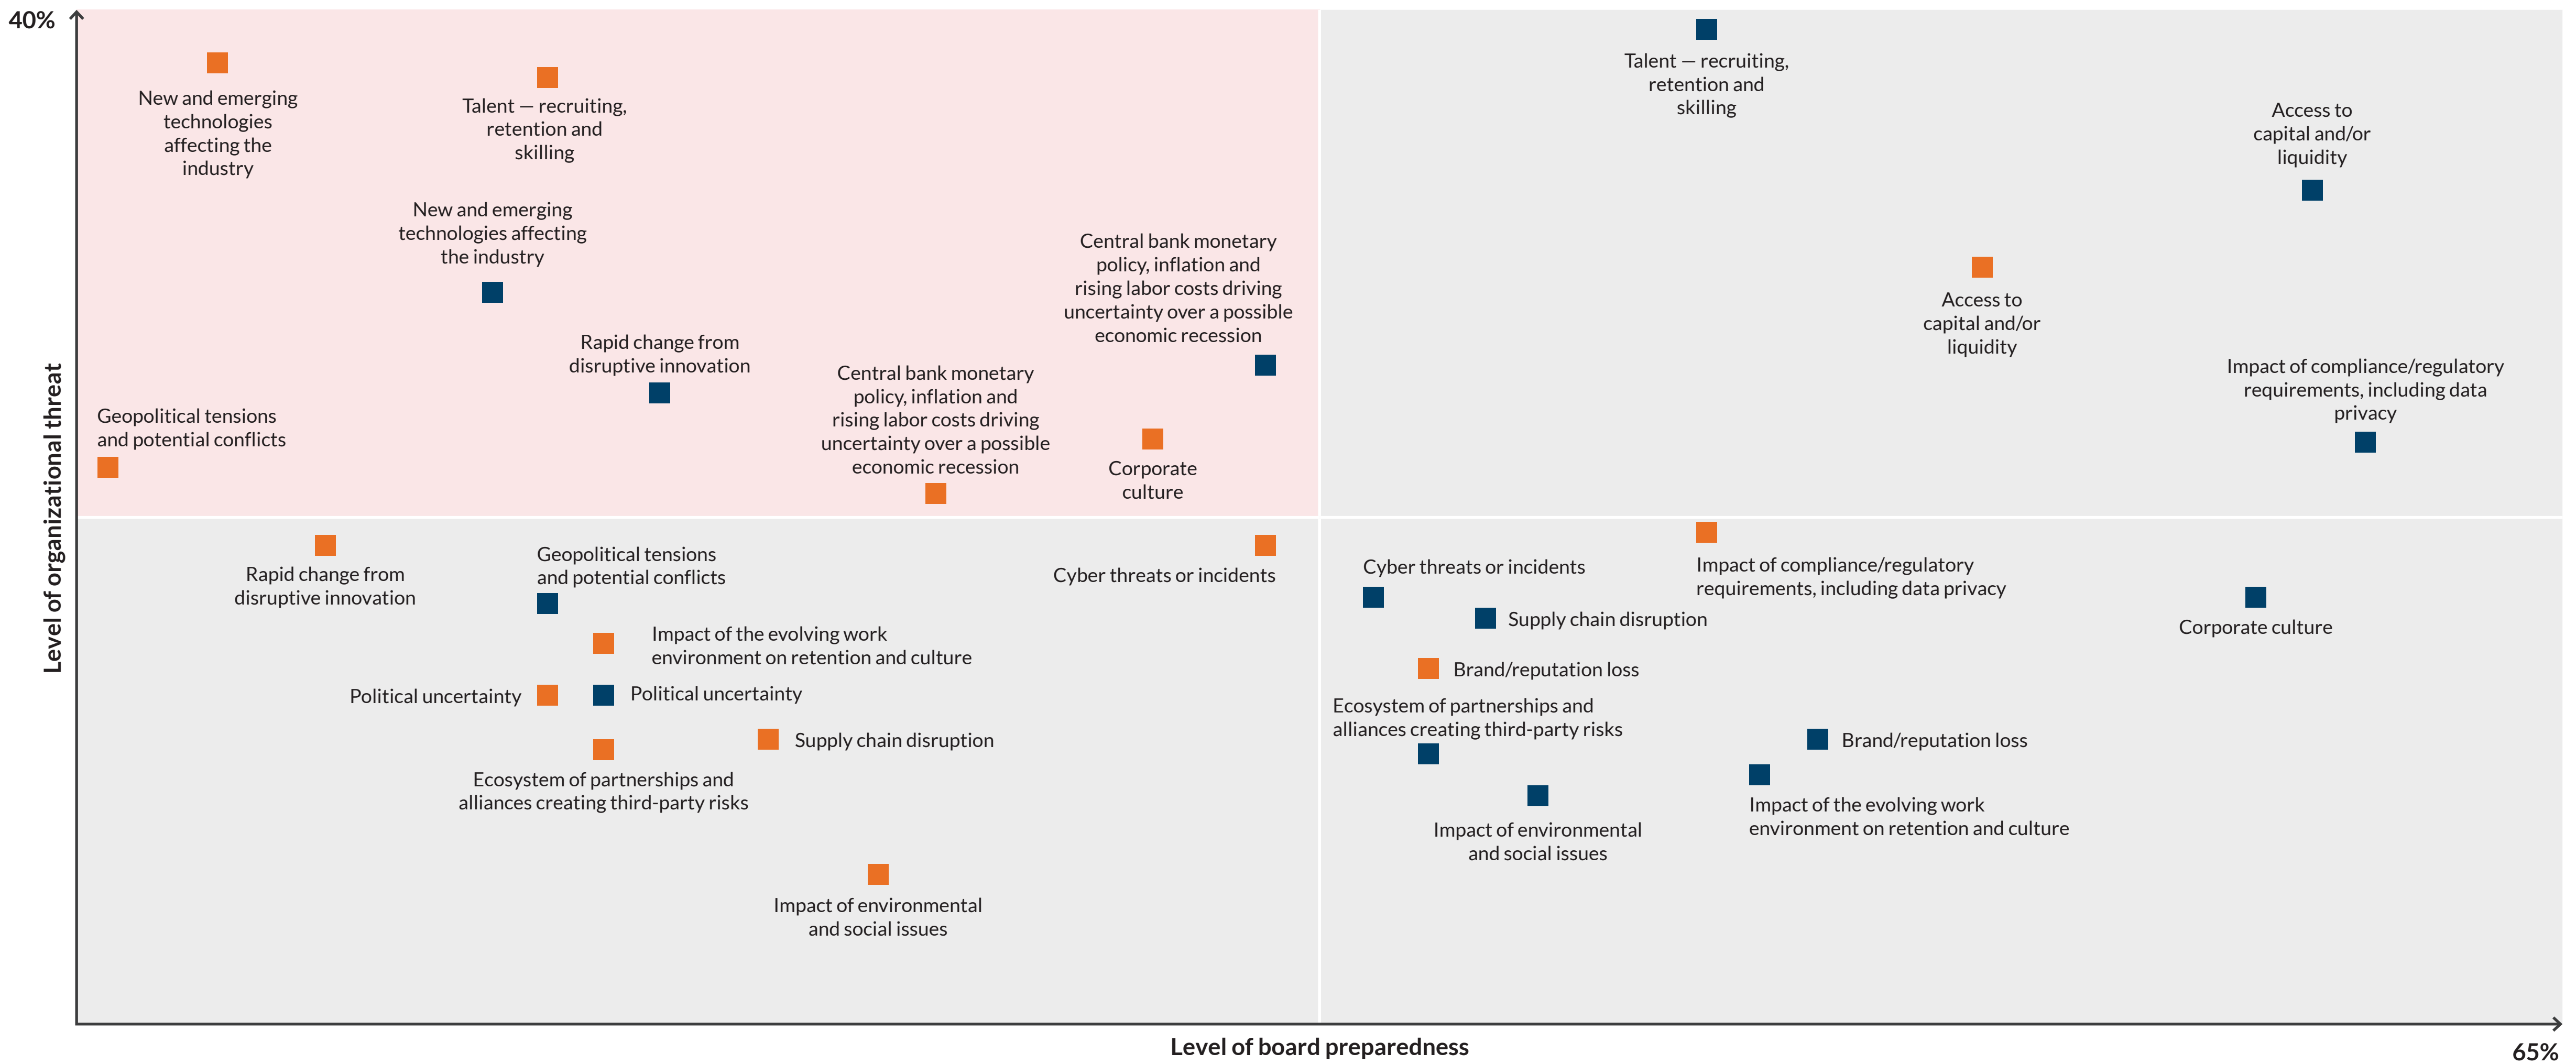 40%
New and emerging
technologies
affecting the
industry
Talent — recruiting,
retention and
skilling
Talent — recruiting,
retention and
skilling
Access to
capital and/or
liquidity
New and emerging
technologies affecting
the industry
Central bank monetary
policy, inflation and
rising labor costs driving
uncertainty over a possible
economic recession
Access to
capital and/or
liquidity
Rapid change from
disruptive innovation
Central bank monetary
policy, inflation and
rising labor costs driving
uncertainty over a possible
economic recession
Impact of compliance/regulatory
requirements, including data
privacy
Geopolitical tensions
and potential conflicts
Corporate
culture
Level of organizational threat
Rapid change from
disruptive innovation
Geopolitical tensions
and potential conflicts
Cyber threats or incidents
Cyber threats or incidents
Impact of compliance/regulatory
requirements, including data privacy
Supply chain disruption
Corporate culture
Impact of the evolving work
environment on retention and culture
Brand/reputation loss
Political uncertainty
Political uncertainty
Ecosystem of partnerships and
alliances creating third-party risks
Supply chain disruption
Brand/reputation loss
Ecosystem of partnerships and
alliances creating third-party risks
Impact of the evolving work
environment on retention and culture
Impact of environmental
and social issues
Impact of environmental
and social issues
Level of board preparedness
65%